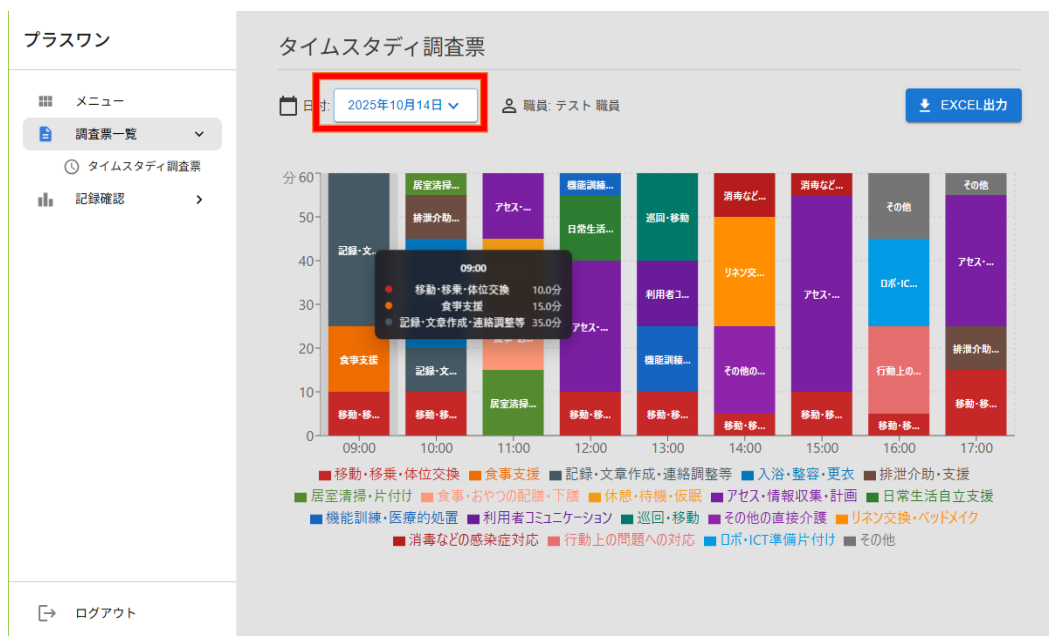 プラスワン
メニュー
調査票一覧
タイムスタディ調査票
記録確認
ログアウト
タイムスタディ調査票
日付: 2025年10月14日
職員: テスト 職員
EXCEL出力
分
60
50
40
30
20
10
0
記録・文...
食事支援
移動・移...
居室清掃...
排泄介助...
記録・文...
移動・移...
アセス・...
居室清掃...
機能訓練...
日常生活...
アセス・...
移動・移...
巡回・移動
利用者コ...
機能訓練...
移動・移...
消毒など...
リネン交...
その他の...
移動・移...
消毒など...
アセス・...
移動・移...
その他
ロボ・IC...
行動上の...
移動・移...
その他
アセス・...
排泄介助...
移動・移...
09:00
移動・移乗・体位交換 10.0分
食事支援 15.0分
記録・文章作成・連絡調整等 35.0分
09:00 10:00 11:00 12:00 13:00 14:00 15:00 16:00 17:00
移動・移乗・体位交換 食事支援 記録・文章作成・連絡調整等 入浴・整容・更衣 排泄介助・支援
居室清掃・片付け 食事・おやつの配膳・下膳 休憩・待機・仮眠 アセス・情報収集・計画 日常生活自立支援
機能訓練・医療的処置 利用者コミュニケーション 巡回・移動 その他の直接介護 リネン交換・ベッドメイク
消毒などの感染症対応 行動上の問題への対応 ロボ・ICT準備片付け その他